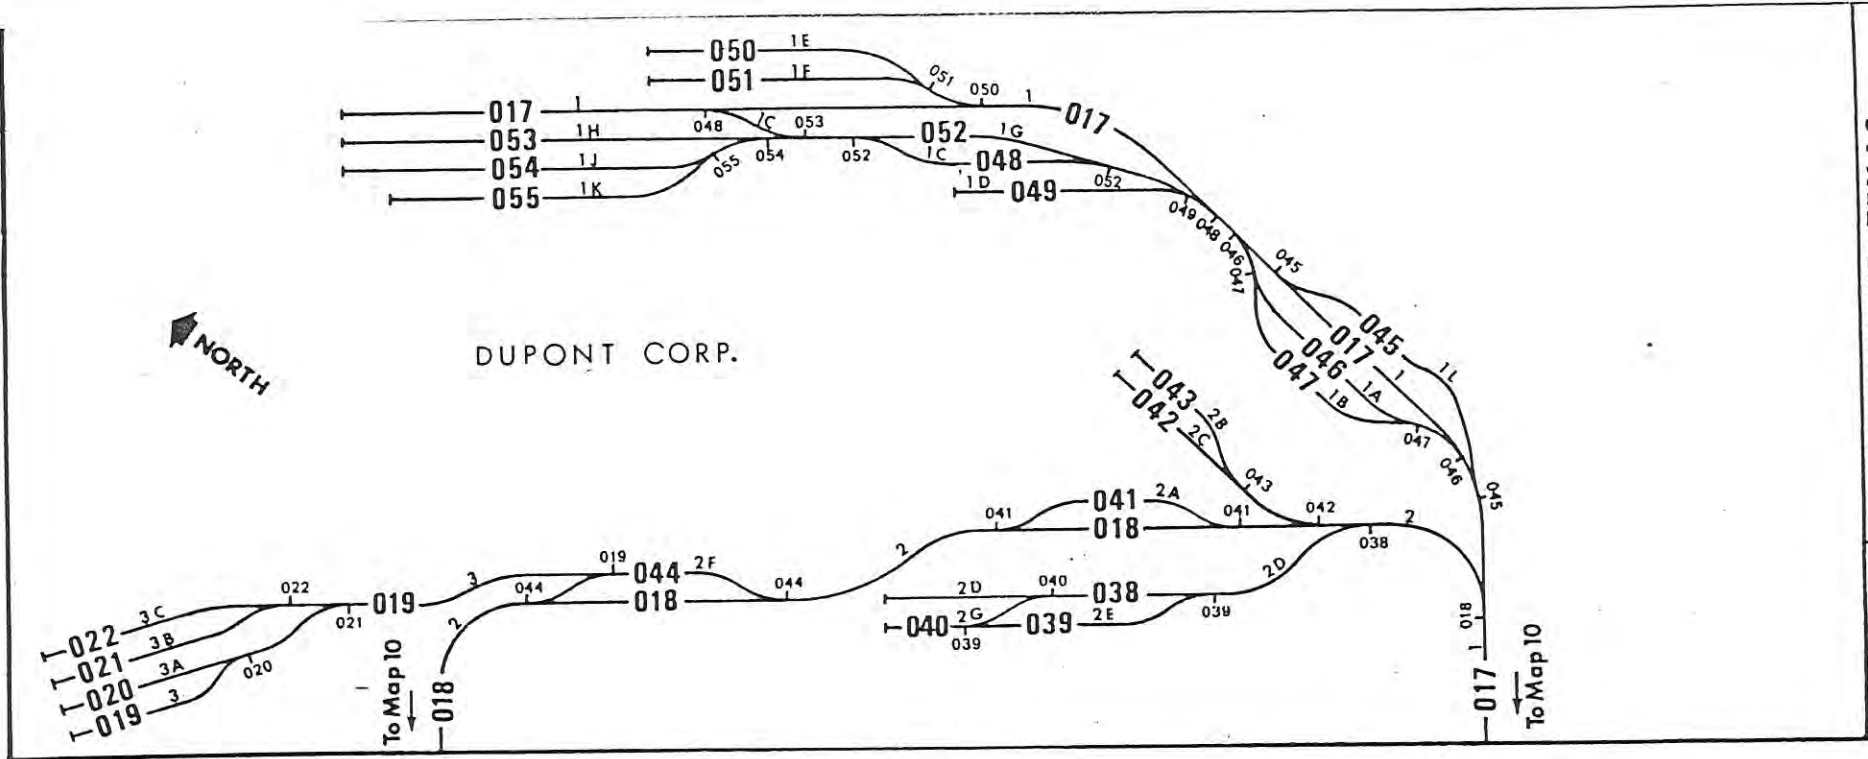 050 1E
051 1F
051
050
017 1
1 017
048
1C
053
053 1H
054
052
052 1G
054 1J
055
1C 048
052
055 1K
1D 049
049
048
046
047
045
045
017
046
047
1
1L
1A
1B
047
046
045
NORTH
DUPONT CORP.
043 2B
042 2C
043
041
041 2A
018
041
042
038
2
2
2D
018
1
017
To Map 10
2D
040
038
040 2G
039
039 2E
039
019
044 2F
044
018
044
3
2
022
019
021
3C
022
3B
021
3A
020
020
3
019
To Map 10
018